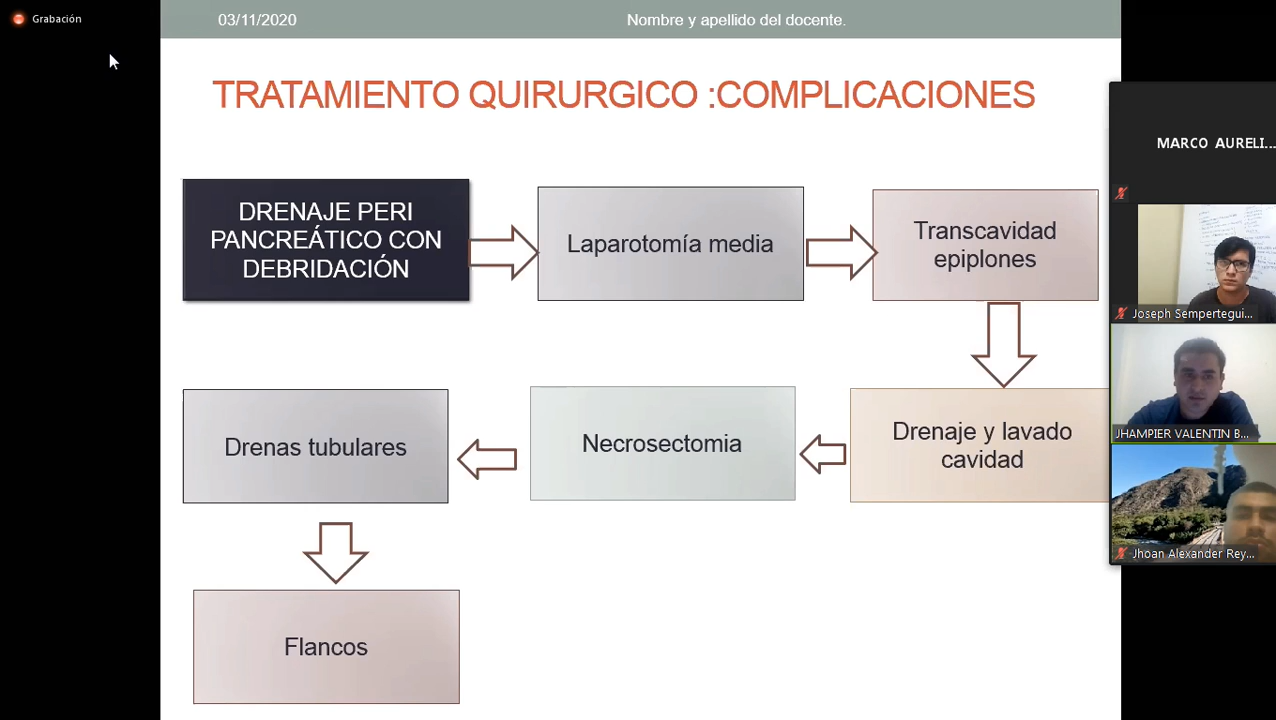 Grabación
03/11/2020
Nombre y apellido del docente.
TRATAMIENTO QUIRURGICO :COMPLICACIONES
DRENAJE PERI
PANCREÁTICO CON
DEBRIDACIÓN
Laparotomía media
Transcavidad
epiplones
Drenaje y lavado
cavidad
Necrosectomia
Drenas tubulares
Flancos
MARCO AURELI...
Joseph Sempertegui...
JHAMPIER VALENTIN B...
Jhoan Alexander Rey...